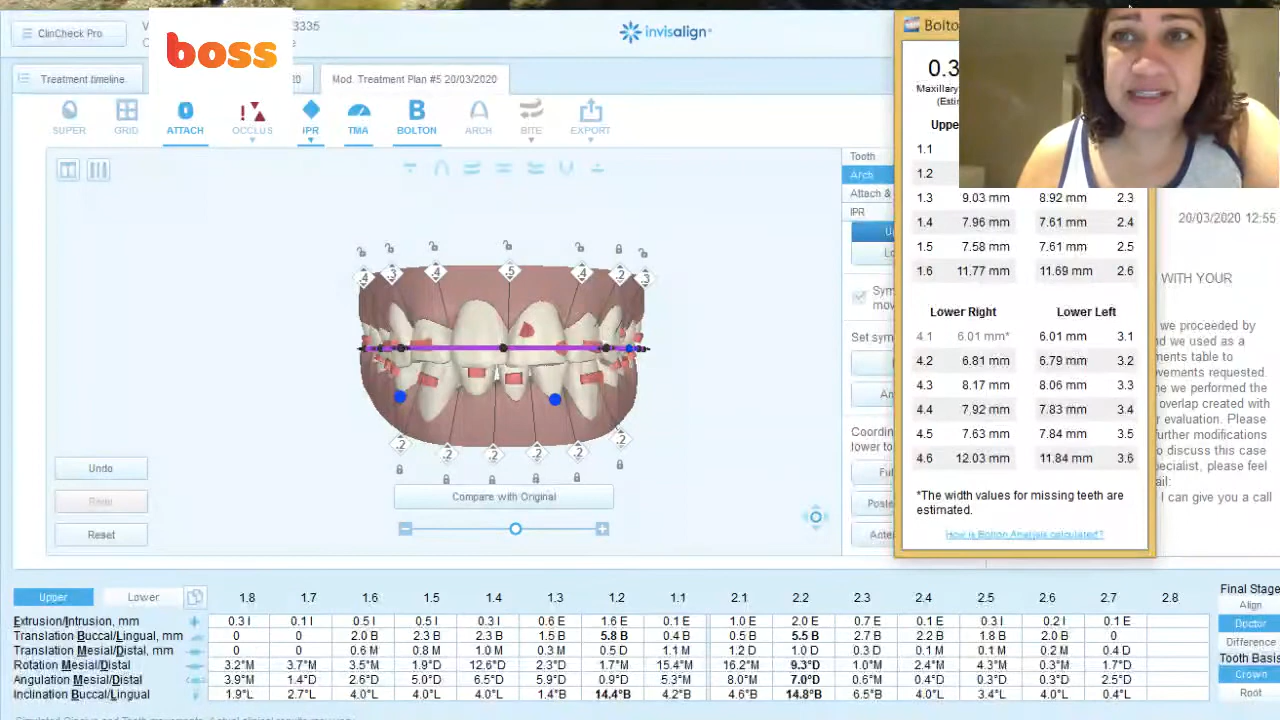 ClinCheck Pro
3335
boss
invisalign
Bolto
Treatment timeline
20
Mod. Treatment Plan #5 20/03/2020
SUPER
GRID
ATTACH
OCCLUS
IPR
TMA
BOLTON
ARCH
BITE
EXPORT
Tooth
Arch
Attach &
IPR
Sym
mov
Set sym
An
Coordin
lower to
Ful
Poste
Anter
0.3
Maxillary
(Esti
Uppe
1.1
1.2
1.3 9.03 mm 8.92 mm 2.3
1.4 7.96 mm 7.61 mm 2.4
1.5 7.58 mm 7.61 mm 2.5
1.6 11.77 mm 11.69 mm 2.6
Lower Right Lower Left
4.1 6.01 mm* 6.01 mm 3.1
4.2 6.81 mm 6.79 mm 3.2
4.3 8.17 mm 8.06 mm 3.3
4.4 7.92 mm 7.83 mm 3.4
4.5 7.63 mm 7.84 mm 3.5
4.6 12.03 mm 11.84 mm 3.6
*The width values for missing teeth are
estimated.
How is Bolton Analysis calculated?
20/03/2020 12:55
WITH YOUR
we proceeded by
nd we used as a
ments table to
vements requested.
e we performed the
overlap created with
r evaluation. Please
further modifications
o discuss this case
pecialist, please feel
ail:
I can give you a call
.4 .3 .4 .5 .4 .2 .3
.2 .2 .2 .2 .2 .2
Undo
Reset
Compare with Original
Upper Lower 1.8 1.7 1.6 1.5 1.4 1.3 1.2 1.1 2.1 2.2 2.3 2.4 2.5 2.6 2.7 2.8
Extrusion/Intrusion, mm 0.3 I 0.1 I 0.5 I 0.5 I 0.3 I 0.6 E 1.6 E 0.1 E 1.0 E 2.0 E 0.7 E 0.1 E 0.3 I 0.2 I 0.1 E
Translation Buccal/Lingual, mm 0 0 2.0 B 2.3 B 2.3 B 1.3 B 5.8 B 0.4 B 0.5 B 5.5 B 2.7 B 2.2 B 1.8 B 2.0 B 0
Translation Mesial/Distal, mm 0 0 0.6 M 0.8 M 1.0 M 0.3 M 0.5 D 1.1 M 1.2 D 1.0 D 0.3 D 0.1 M 0.1 M 0.2 M 0.4 D
Rotation Mesial/Distal 3.2°M 3.7°M 3.5°M 1.9°D 12.6°D 2.3°D 1.7°M 15.4°M 16.2°M 9.3°D 1.0°M 2.4°M 4.3°M 0.3°M 1.7°M
Angulation Mesial/Distal 3.9°M 1.4°D 2.6°D 5.0°D 6.5°D 5.9°D 0.9°D 5.3°M 8.0°M 7.0°D 0.6°M 0.4°D 0.3°D 0.3°D 2.5°D
Inclination Buccal/Lingual 1.9°L 2.7°L 4.0°L 4.0°L 4.0°L 1.4°B 14.4°B 4.2°B 4.6°B 14.8°B 6.5°B 4.0°L 3.4°L 4.0°L 0.4°L
Final Stage
Align
Doctor
Difference
Tooth Basis
Crown
Root